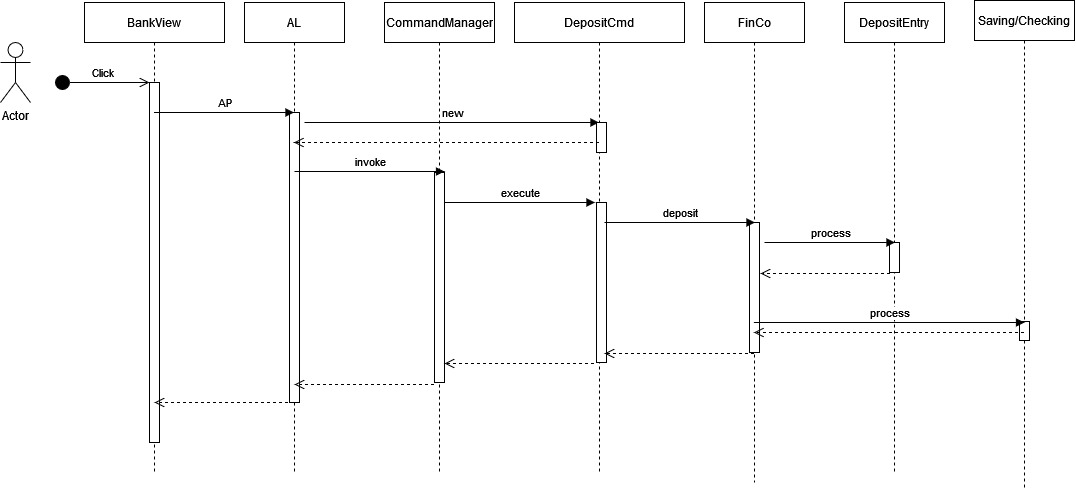 BankView
AL
CommandManager
DepositCmd
FinCo
DepositEntry
Saving/Checking
Actor
Click
AP
new
invoke
execute
deposit
process
process